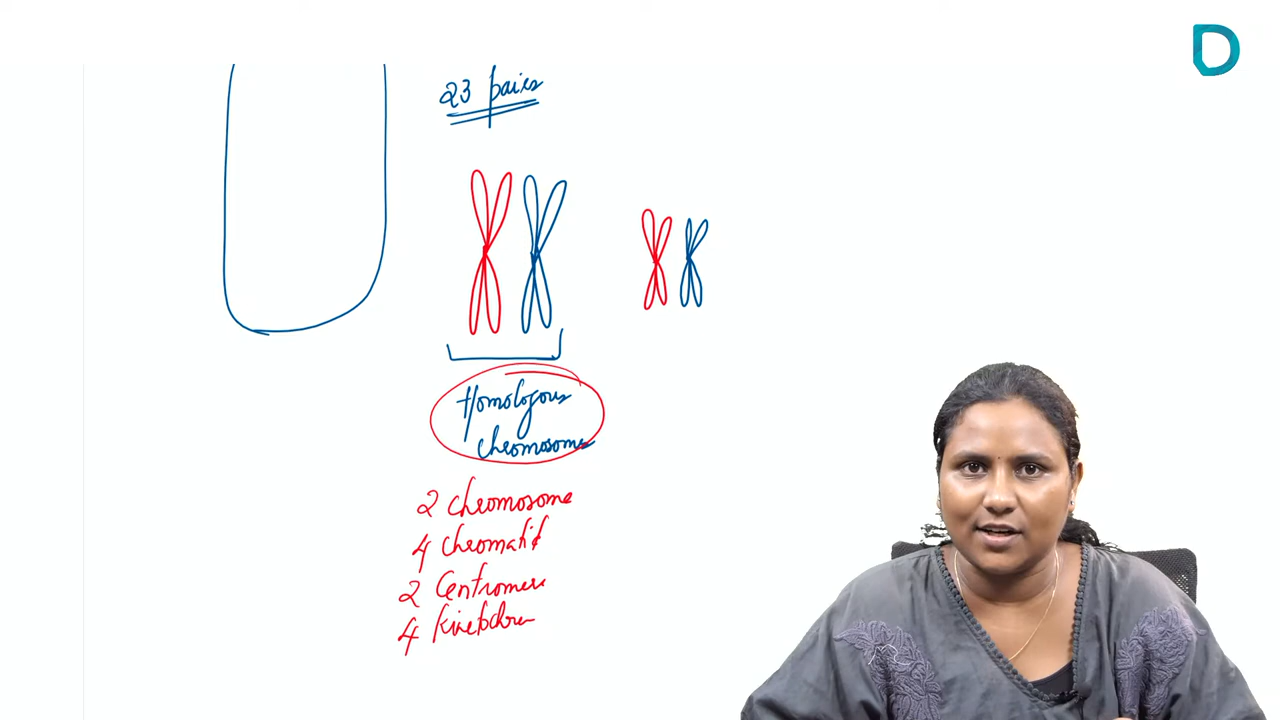 23 pairs
Homologous
chromosome
2 chromosome
4 chromatid
2 Centromere
4 Kinetochore
D